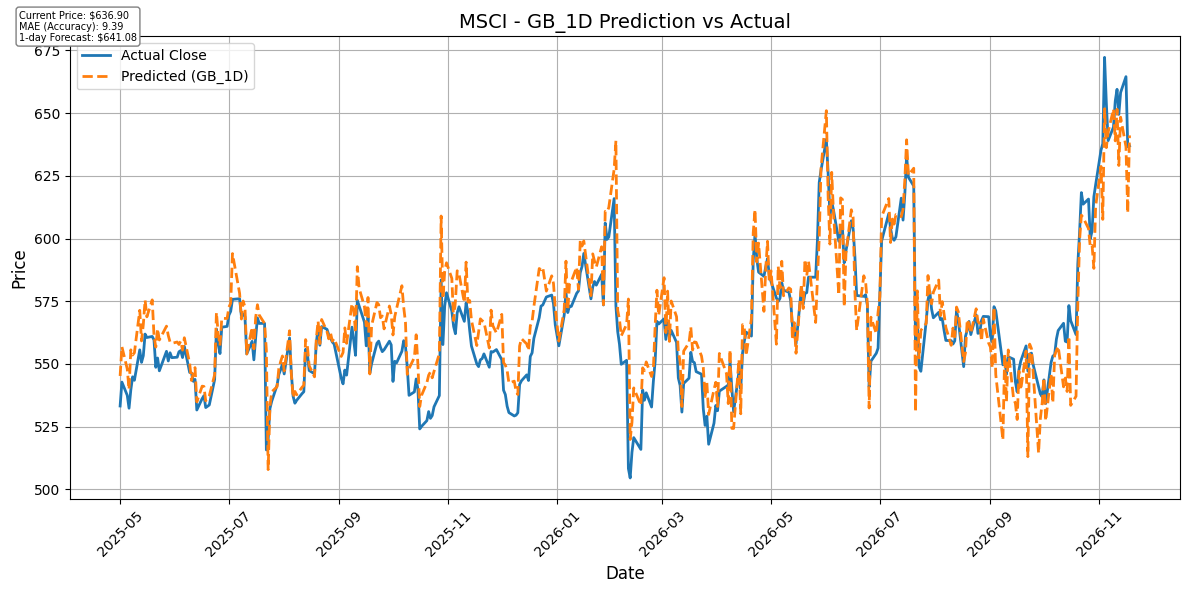 MSCI - GB_1D Prediction vs Actual
Current Price: $636.90
MAE (Accuracy): 9.39
1-day Forecast: $641.08
Actual Close
Predicted (GB_1D)
Price
675
650
625
600
575
550
525
500
2025-05
2025-07
2025-09
2025-11
2026-01
2026-03
2026-05
2026-07
2026-09
2026-11
Date